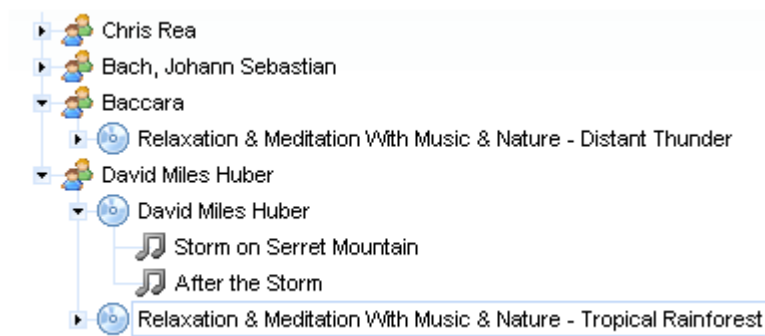 Chris Rea
Bach, Johann Sebastian
Baccara
Relaxation & Meditation With Music & Nature - Distant Thunder
David Miles Huber
David Miles Huber
Storm on Serret Mountain
After the Storm
Relaxation & Meditation With Music & Nature - Tropical Rainforest